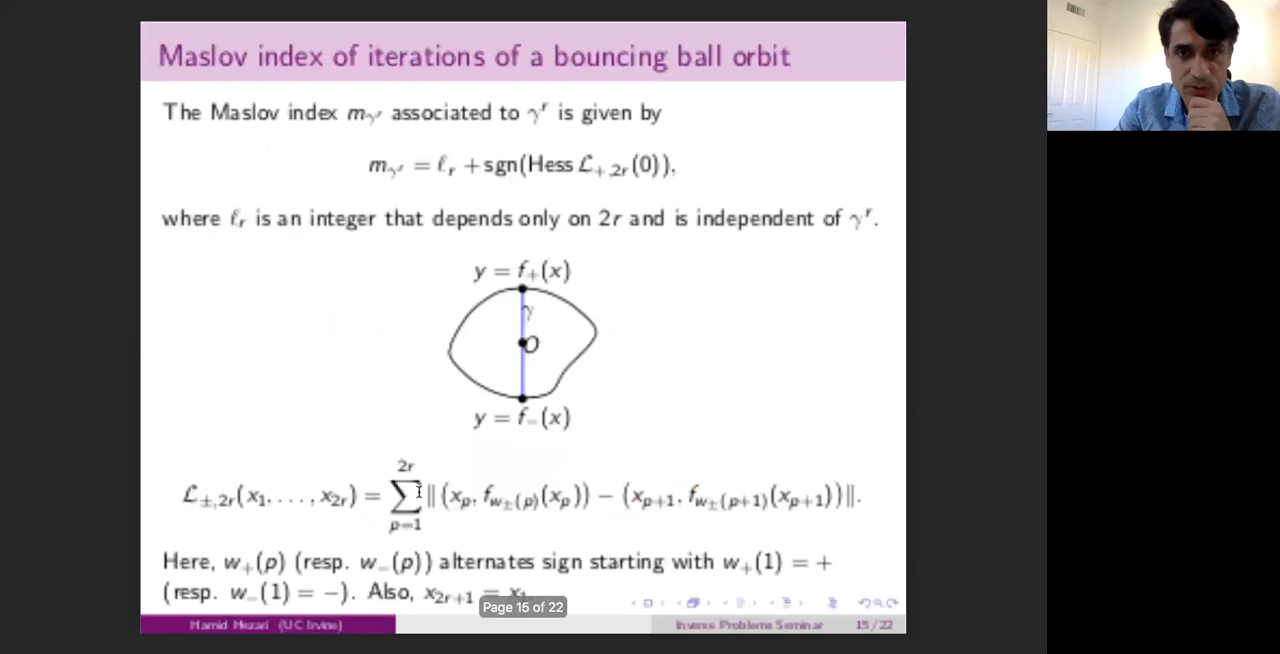 Maslov index of iterations of a bouncing ball orbit
The Maslov index m_{γ^r} associated to γ^r is given by
m_{γ^r} = ℓ_r + sgn(Hess ℒ_{+,2r}(0)),
where ℓ_r is an integer that depends only on 2r and is independent of γ^r.
y = f_+(x)
γ
O
y = f_-(x)
ℒ_{±,2r}(x_1, ..., x_{2r}) = ∑_{p=1}^{2r} ‖(x_p, f_{w_±(p)}(x_p)) − (x_{p+1}, f_{w_±(p+1)}(x_{p+1}))‖.
Here, w_+(p) (resp. w_-(p)) alternates sign starting with w_+(1) = +
(resp. w_-(1) = −). Also, x_{2r+1} = x_1
Page 15 of 22
Hamid Hezari (UC Irvine) Inverse Problems Seminar 15 / 22